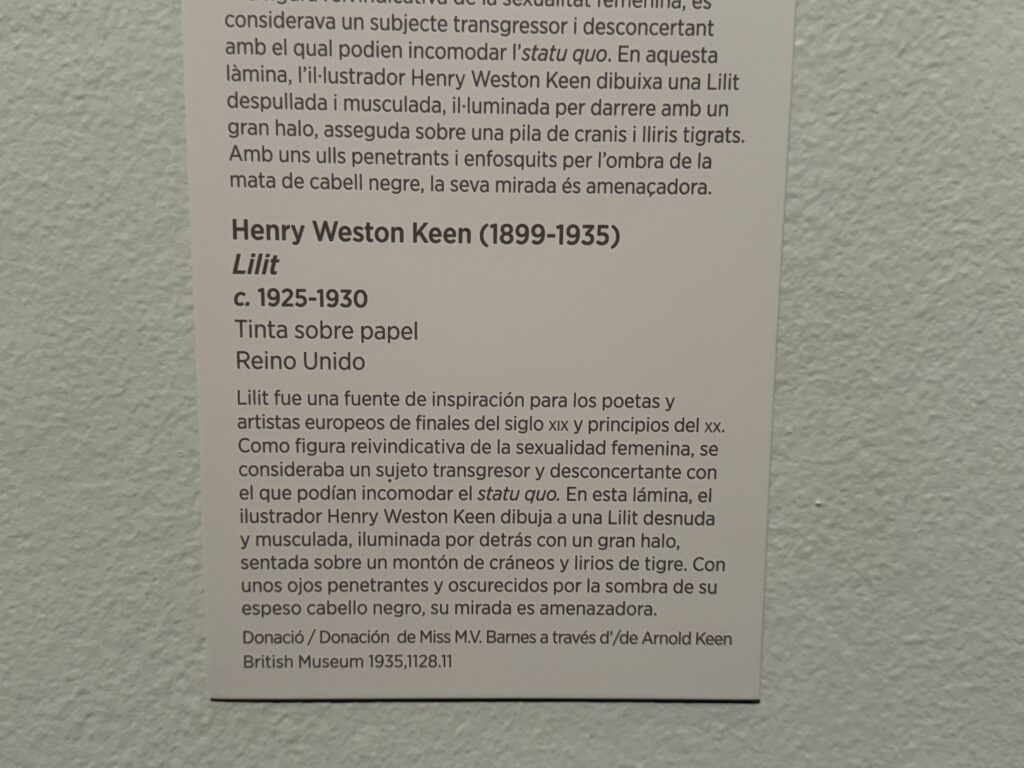 reivindicativa de la sexualitat femenina, es
considerava un subjecte transgressor i desconcertant
amb el qual podien incomodar l'statu quo. En aquesta
làmina, l'il·lustrador Henry Weston Keen dibuixa una Lilit
despullada i musculada, il·luminada per darrere amb un
gran halo, asseguda sobre una pila de cranis i lliris tigrats.
Amb uns ulls penetrants i enfosquits per l'ombra de la
mata de cabell negre, la seva mirada és amenaçadora.
Henry Weston Keen (1899-1935)
Lilit
c. 1925-1930
Tinta sobre papel
Reino Unido
Lilit fue una fuente de inspiración para los poetas y
artistas europeos de finales del siglo XIX y principios del XX.
Como figura reivindicativa de la sexualidad femenina, se
consideraba un sujeto transgresor y desconcertante con
el que podían incomodar el statu quo. En esta lámina, el
ilustrador Henry Weston Keen dibuja a una Lilit desnuda
y musculada, iluminada por detrás con un gran halo,
sentada sobre un montón de cráneos y lirios de tigre. Con
unos ojos penetrantes y oscurecidos por la sombra de su
espeso cabello negro, su mirada es amenazadora.
Donació / Donación de Miss M.V. Barnes a través d'/de Arnold Keen
British Museum 1935,1128.11